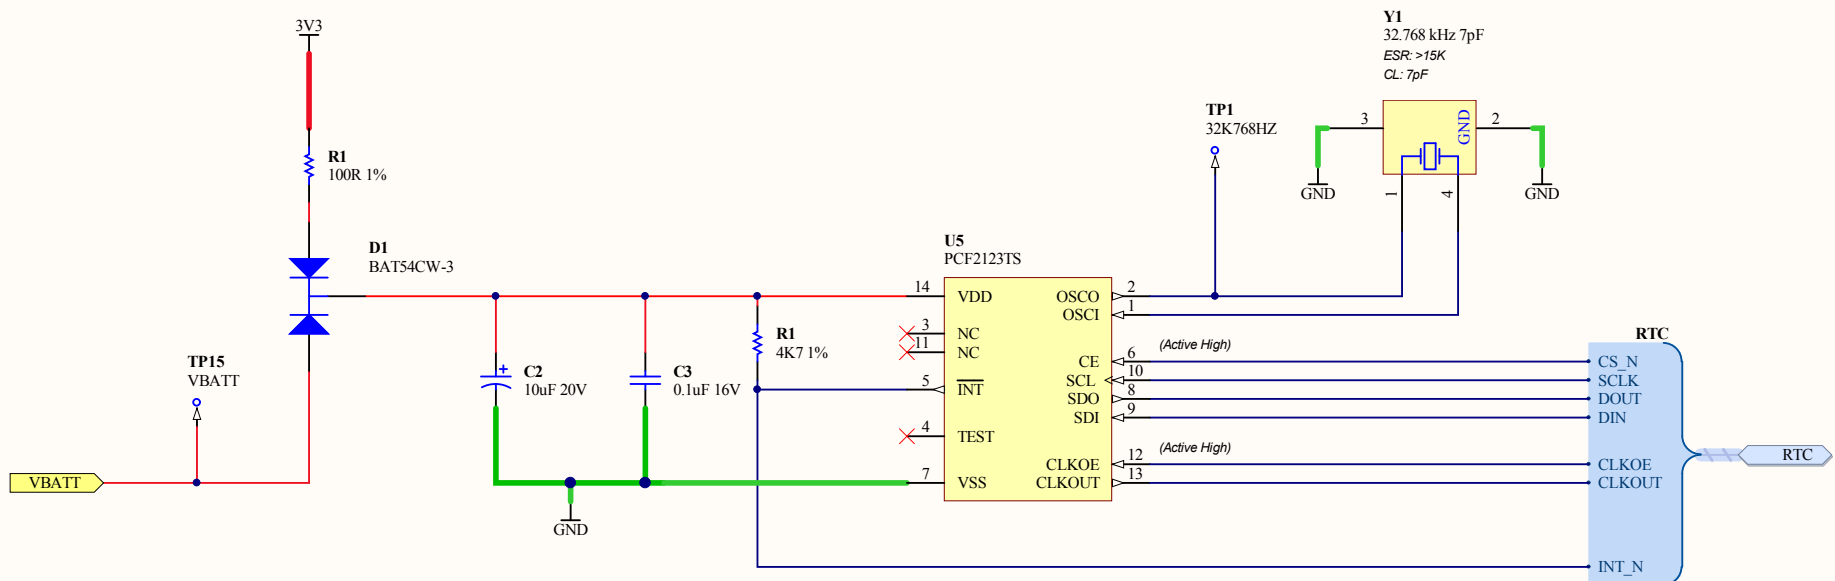 Y1
32.768 kHz 7pF
ESR: >15K
CL: 7pF
3V3
TP1
32K768HZ
3
GND
2
R1
100R 1%
GND
GND
1
4
D1
BAT54CW-3
U5
PCF2123TS
14
VDD
OSCO
2
OSCI
1
3
NC
R1
4K7 1%
11
NC
RTC
TP15
VBATT
C2
10uF 20V
+
C3
0.1uF 16V
5
INT
CE
6
(Active High)
CS_N
SCL
10
SCLK
SDO
8
DOUT
SDI
9
DIN
4
TEST
(Active High)
CLKOE
12
CLKOE
VBATT
7
VSS
CLKOUT
13
CLKOUT
RTC
GND
INT_N